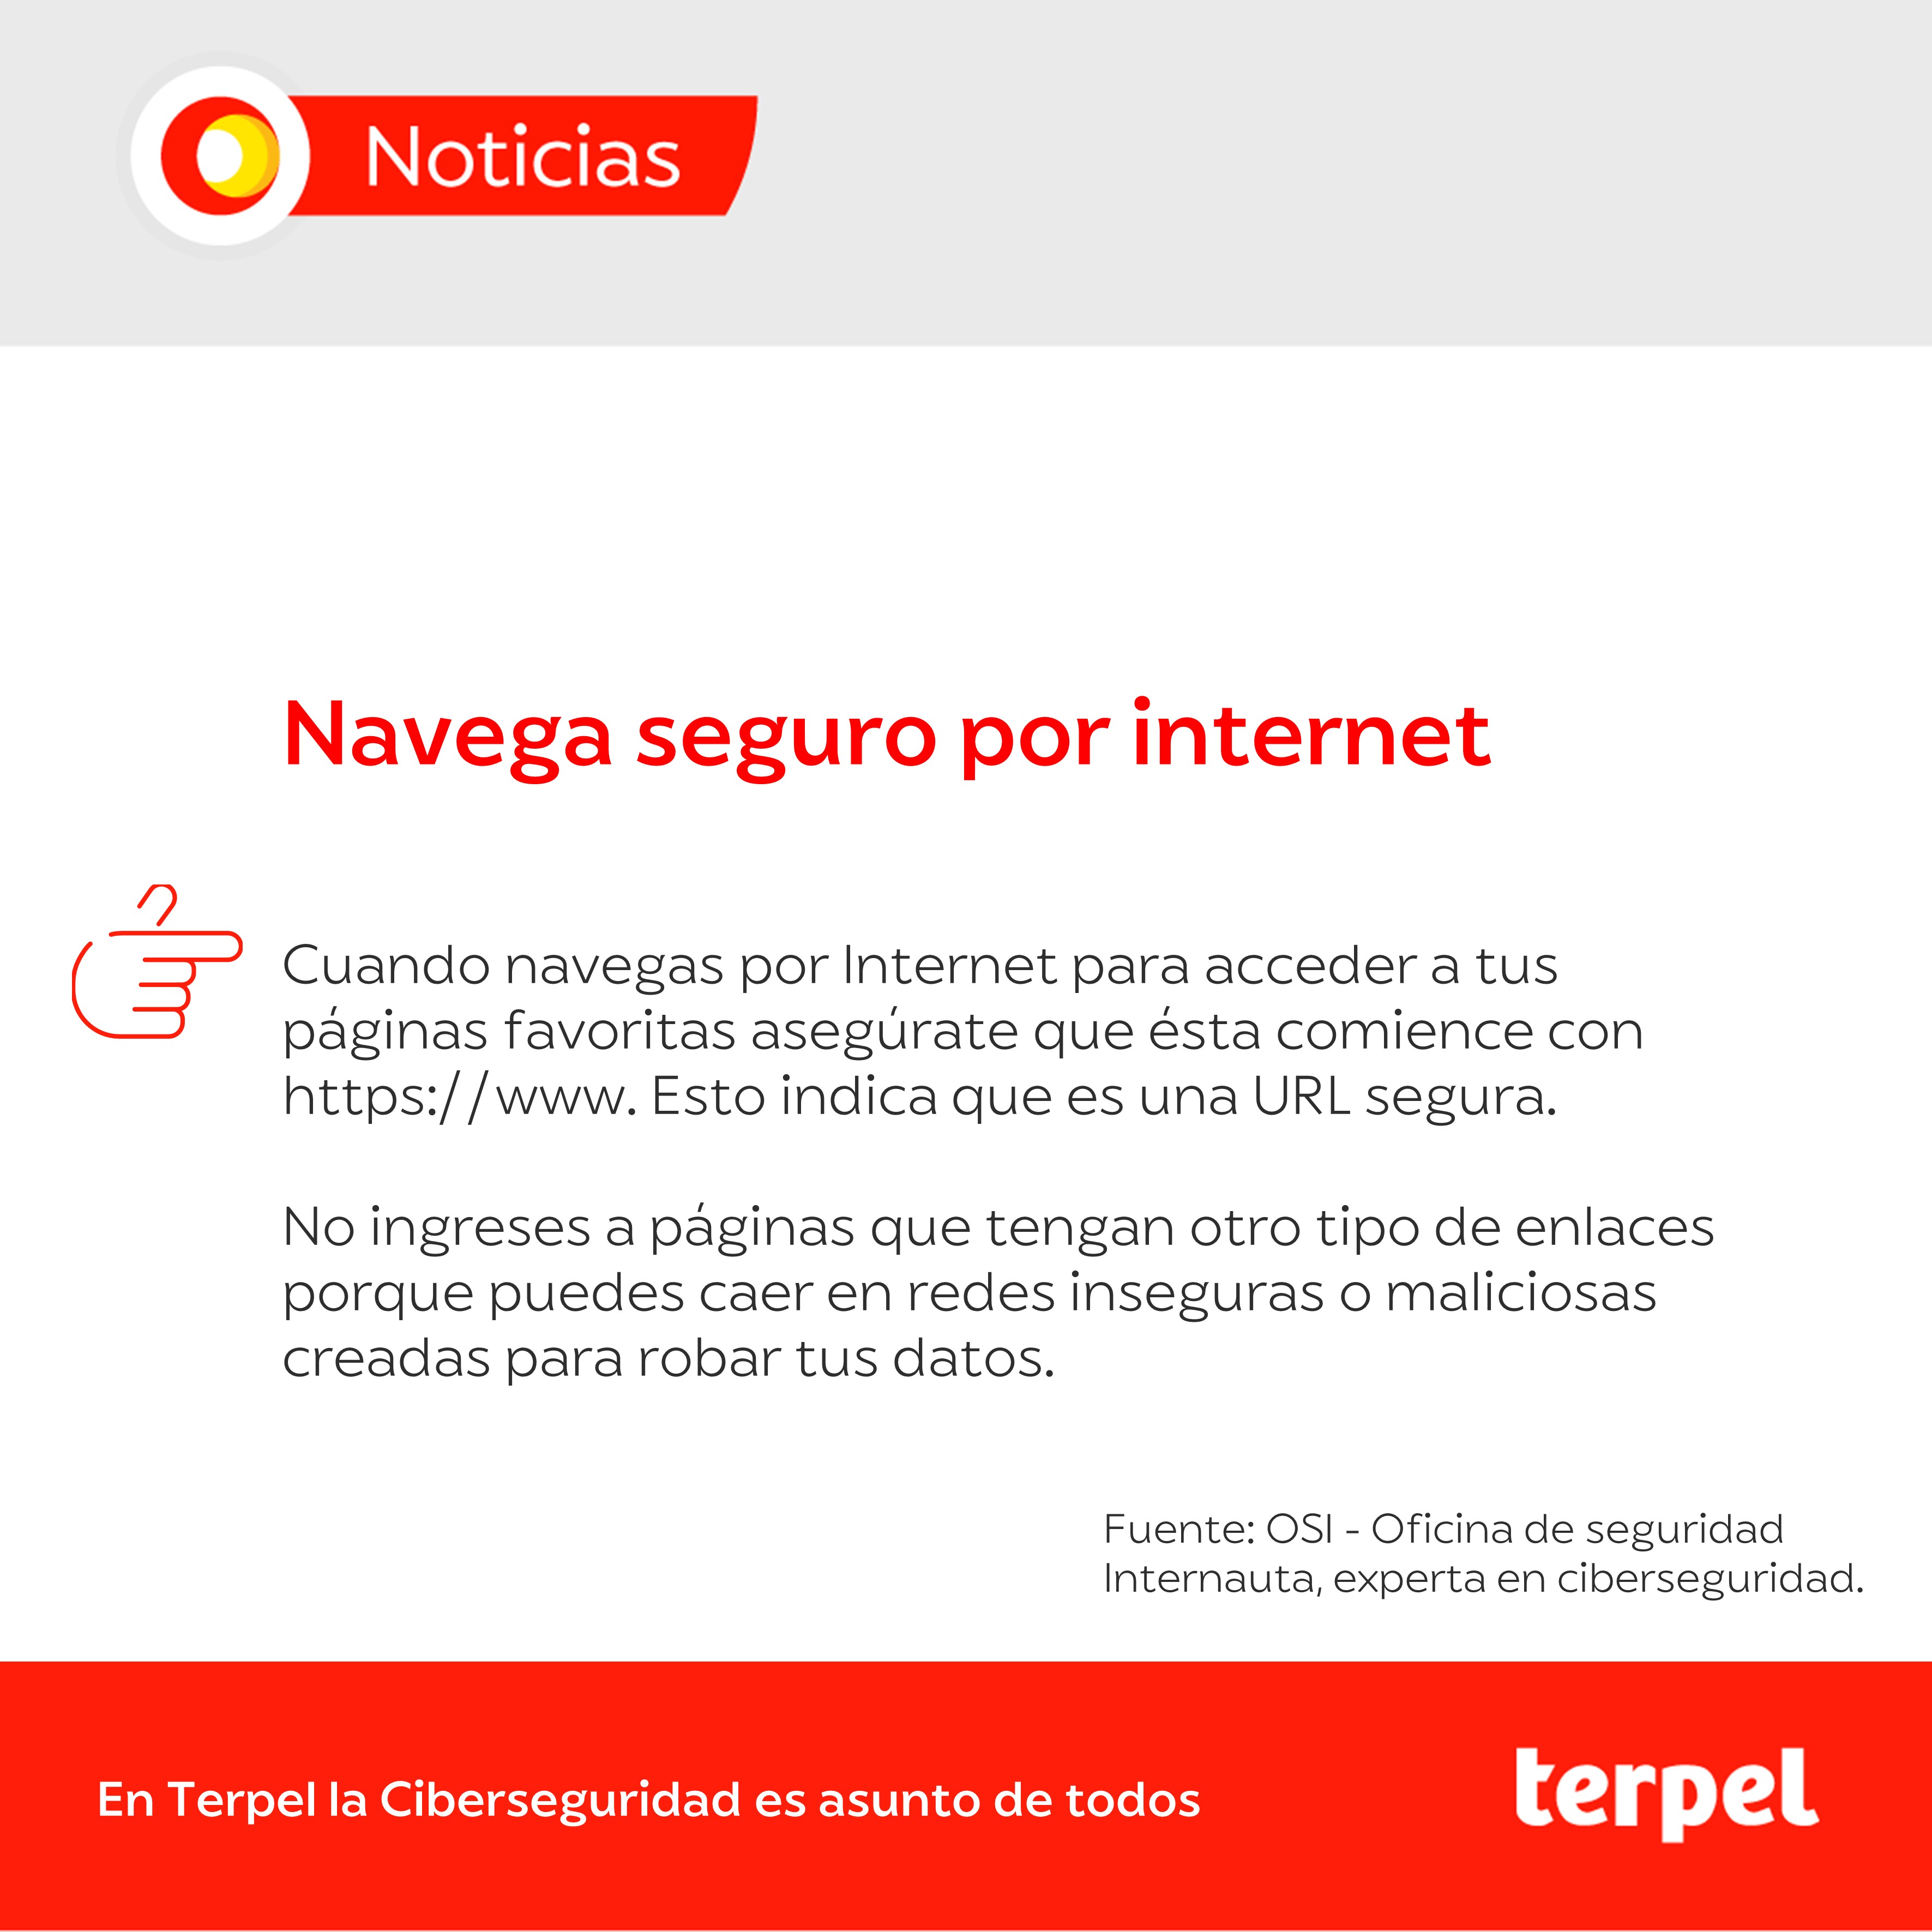 Noticias
Navega seguro por internet
Cuando navegas por Internet para acceder a tus
páginas favoritas asegúrate que ésta comience con
https://www. Esto indica que es una URL segura.
No ingreses a páginas que tengan otro tipo de enlaces
porque puedes caer en redes inseguras o maliciosas
creadas para robar tus datos.
Fuente: OSI - Oficina de seguridad
Internauta, experta en ciberseguridad.
En Terpel la Ciberseguridad es asunto de todos
terpel